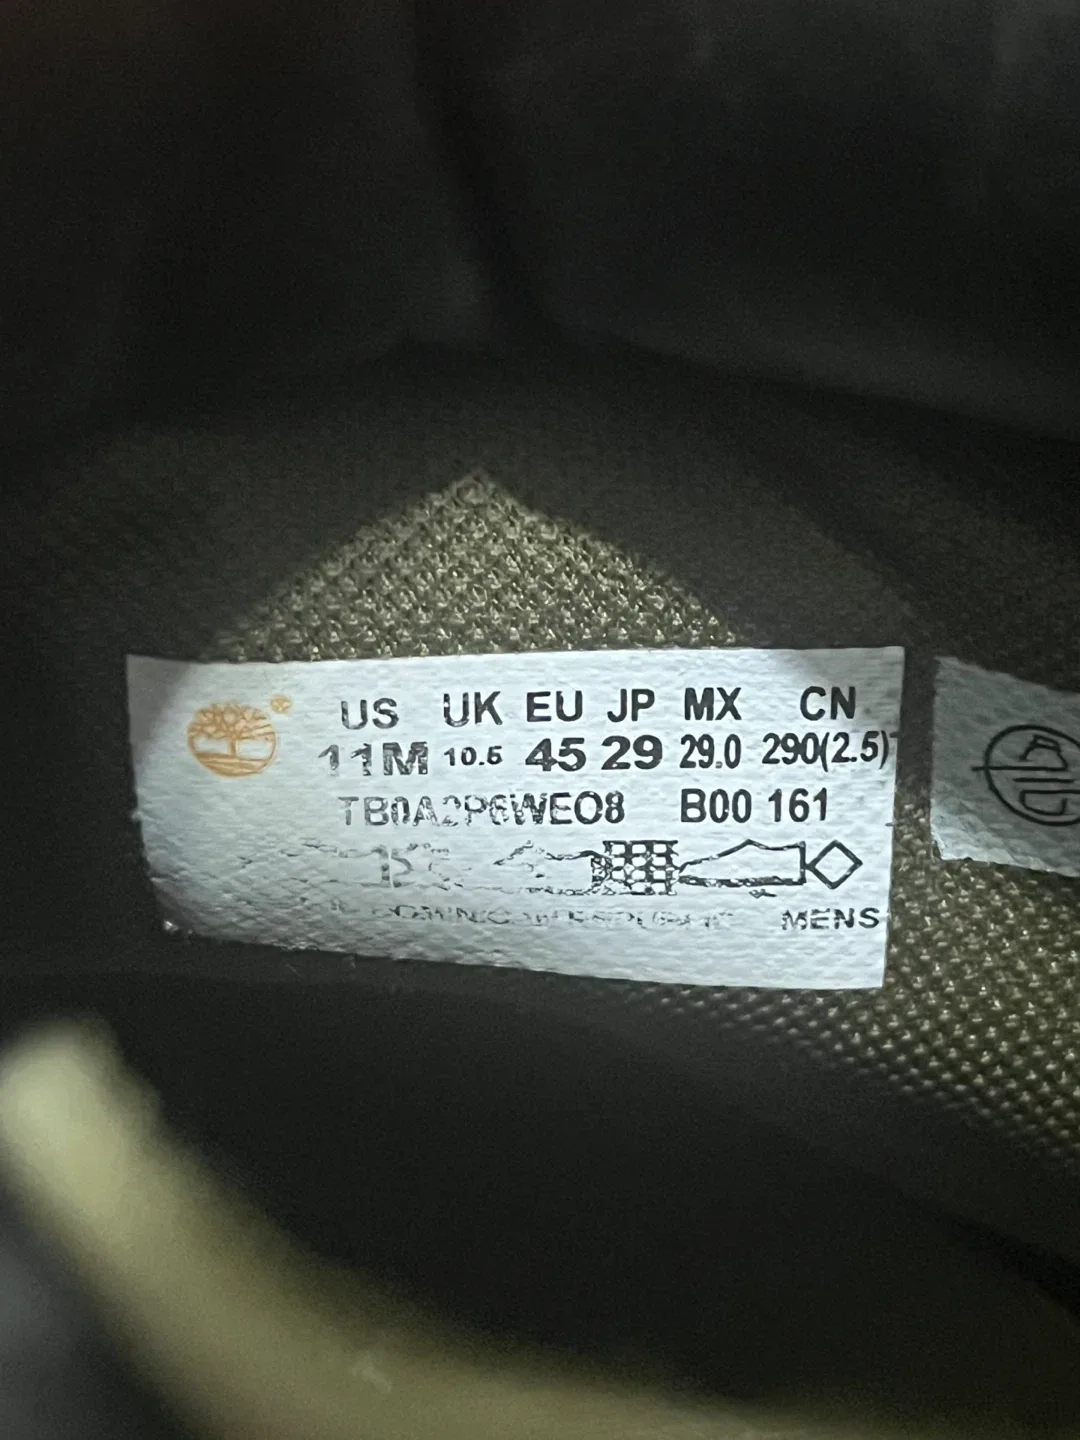 US UK EU JP MX CN
11M 10.5 45 29 29.0 290(2.5)
TB0A2P6WEO8 B00 161
MENS